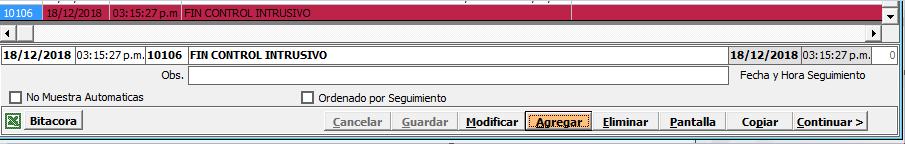 10106 18/12/2018 03:15:27 p.m FIN CONTROL INTRUSIVO
18/12/2018 03:15:27 p.m. 10106 FIN CONTROL INTRUSIVO 18/12/2018 03:15:27 p.m. 0
Obs. Fecha y Hora Seguimiento
No Muestra Automaticas Ordenado por Seguimiento
Bitacora Cancelar Guardar Modificar Agregar Eliminar Pantalla Copiar Continuar >